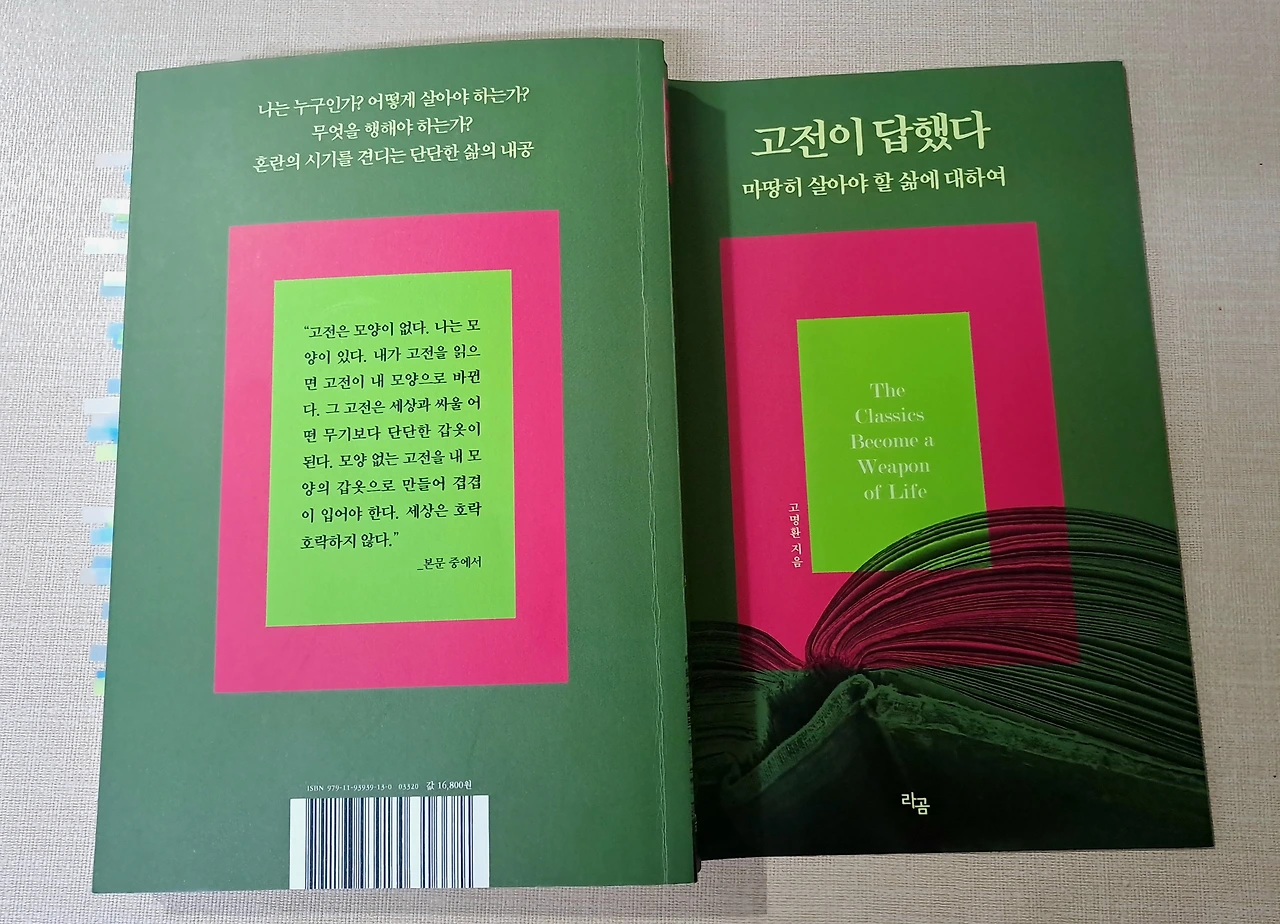 나는 누구인가? 어떻게 살아야 하는가?
무엇을 행해야 하는가?
혼란의 시기를 견디는 단단한 삶의 내공
“고전은 모양이 없다. 나는 모
양이 있다. 내가 고전을 읽으
면 고전이 내 모양으로 바뀐
다. 그 고전은 세상과 싸울 어
떤 무기보다 단단한 갑옷이
된다. 모양 없는 고전을 내 모
양의 갑옷으로 만들어 겹겹
이 입어야 한다. 세상은 호락
호락하지 않다.”
_본문 중에서
ISBN 979-11-93939-13-0 03320 값 16,800원
고전이 답했다
마땅히 살아야 할 삶에 대하여
The
Classics
Become a
Weapon
of Life
고명환 지음
라곰